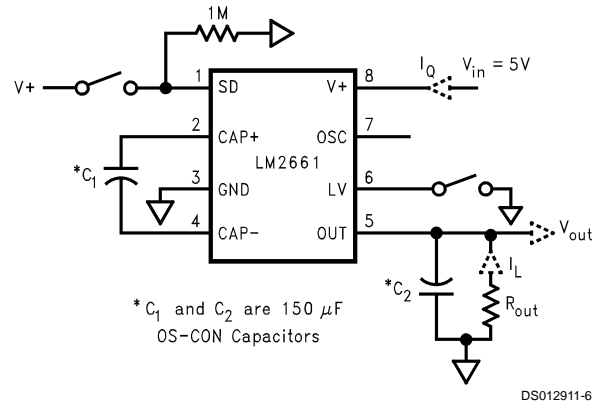 1M
V+
I_Q
V_in = 5V
1
SD
V+
8
2
CAP+
OSC
7
LM2661
*C_1
3
GND
LV
6
4
CAP-
OUT
5
V_out
*C_2
I_L
R_out
*C_1 and C_2 are 150 μF
OS-CON Capacitors
DS012911-6